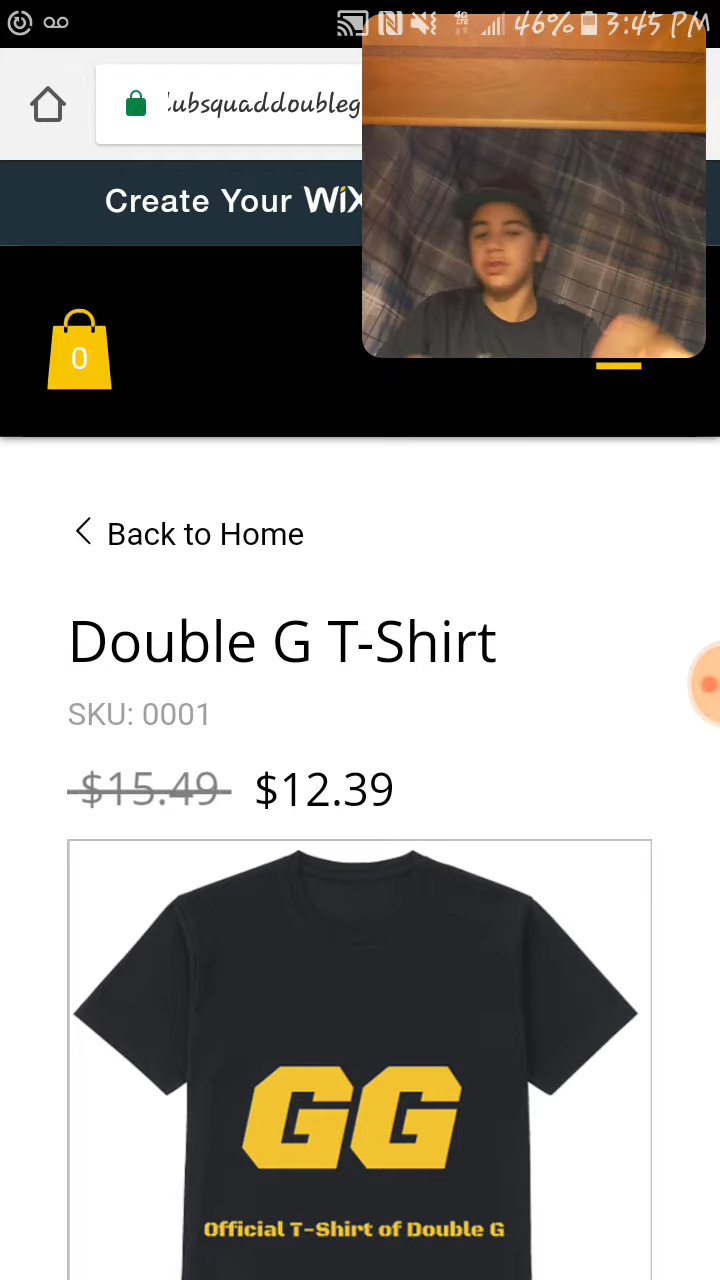 46% 3:45 PM
ubsquaddoubleg
Create Your WiX
0
Back to Home
Double G T-Shirt
SKU: 0001
$15.49 $12.39
GG
Official T-Shirt of Double G